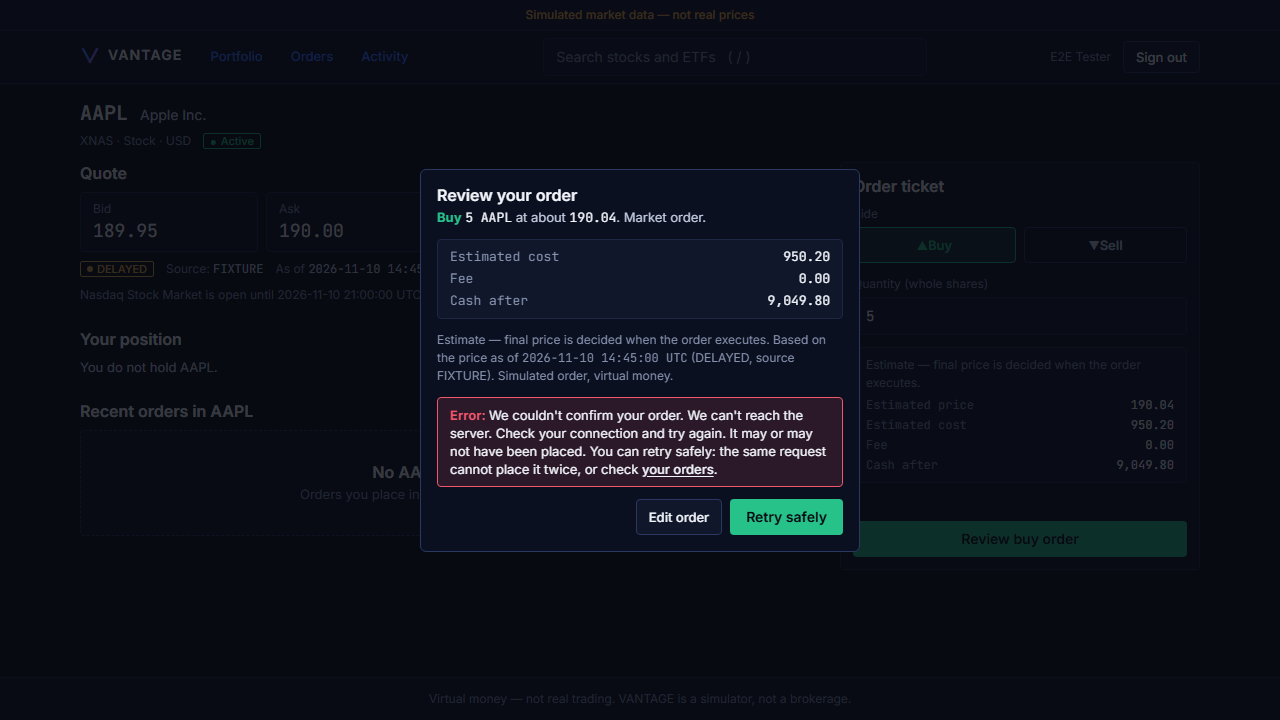 Simulated market data — not real prices
VANTAGE
Portfolio
Orders
Activity
Search stocks and ETFs ( / )
E2E Tester
Sign out
AAPL Apple Inc.
XNAS · Stock · USD
Active
Quote
Bid
189.95
Ask
190.00
DELAYED
Source: FIXTURE
As of 2026-11-10 14:45
Nasdaq Stock Market is open until 2026-11-10 21:00:00 UTC
Your position
You do not hold AAPL.
Recent orders in AAPL
No AA
Orders you place in
Review your order
Buy 5 AAPL at about 190.04. Market order.
Estimated cost 950.20
Fee 0.00
Cash after 9,049.80
Estimate — final price is decided when the order executes. Based on
the price as of 2026-11-10 14:45:00 UTC (DELAYED, source
FIXTURE). Simulated order, virtual money.
Error: We couldn't confirm your order. We can't reach the
server. Check your connection and try again. It may or may
not have been placed. You can retry safely: the same request
cannot place it twice, or check your orders.
Edit order
Retry safely
Order ticket
ide
▲Buy
▼Sell
uantity (whole shares)
5
Estimate — final price is decided when the order
executes.
Estimated price 190.04
Estimated cost 950.20
Fee 0.00
Cash after 9,049.80
Review buy order
Virtual money — not real trading. VANTAGE is a simulator, not a brokerage.